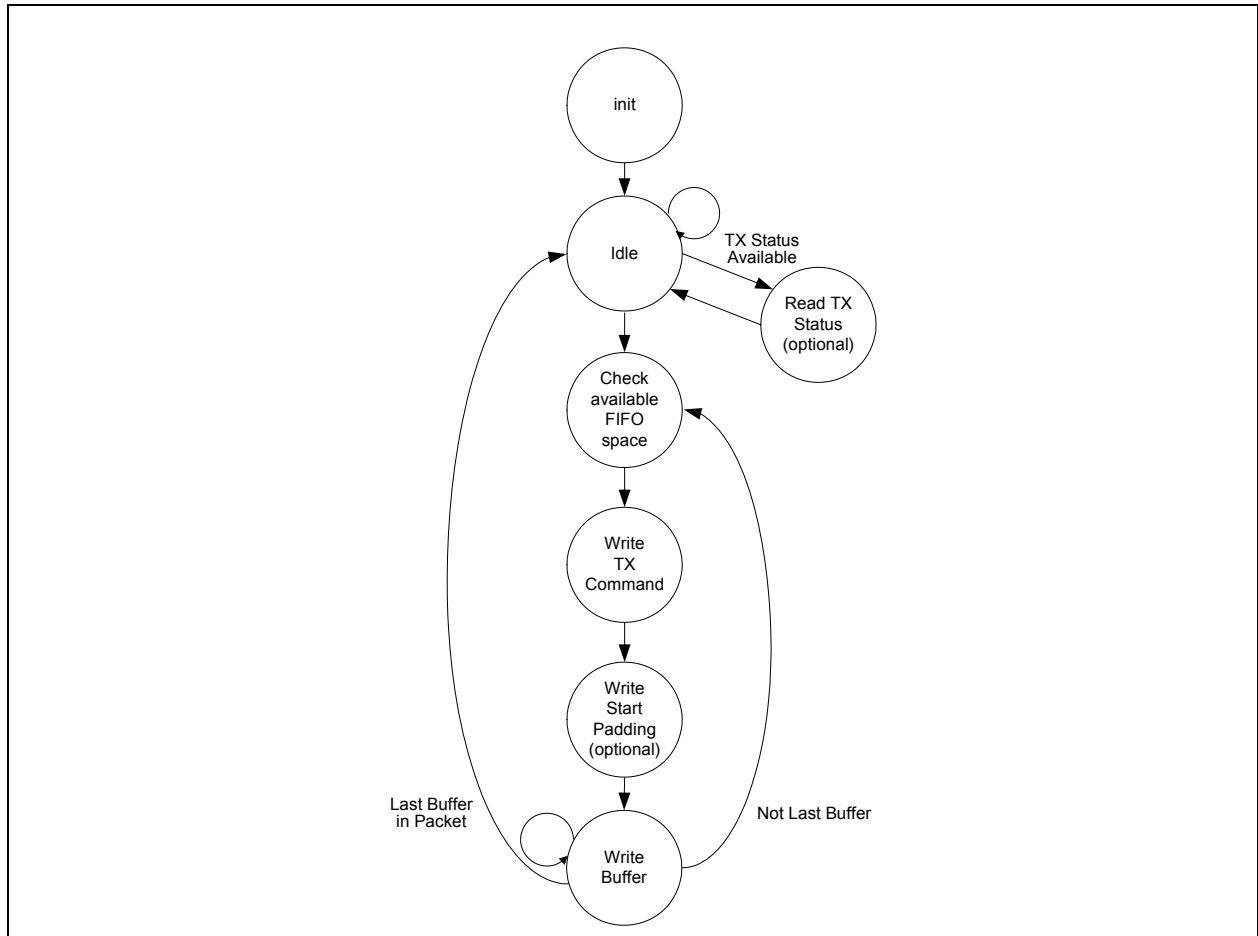 init
Idle
TX Status
Available
Read TX
Status
(optional)
Check
available
FIFO
space
Write
TX
Command
Write
Start
Padding
(optional)
Last Buffer
in Packet
Not Last Buffer
Write
Buffer